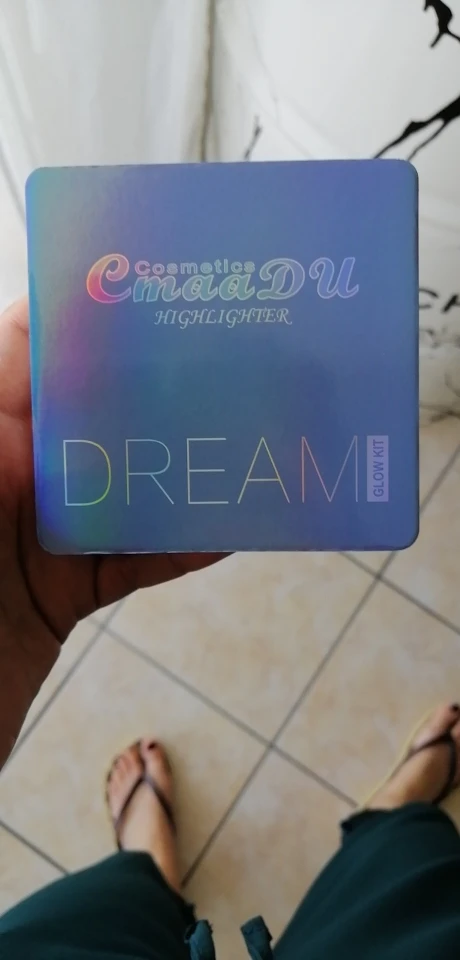 Cosmetics
CmaaDU
HIGHLIGHTER
DREAM
GLOW KIT